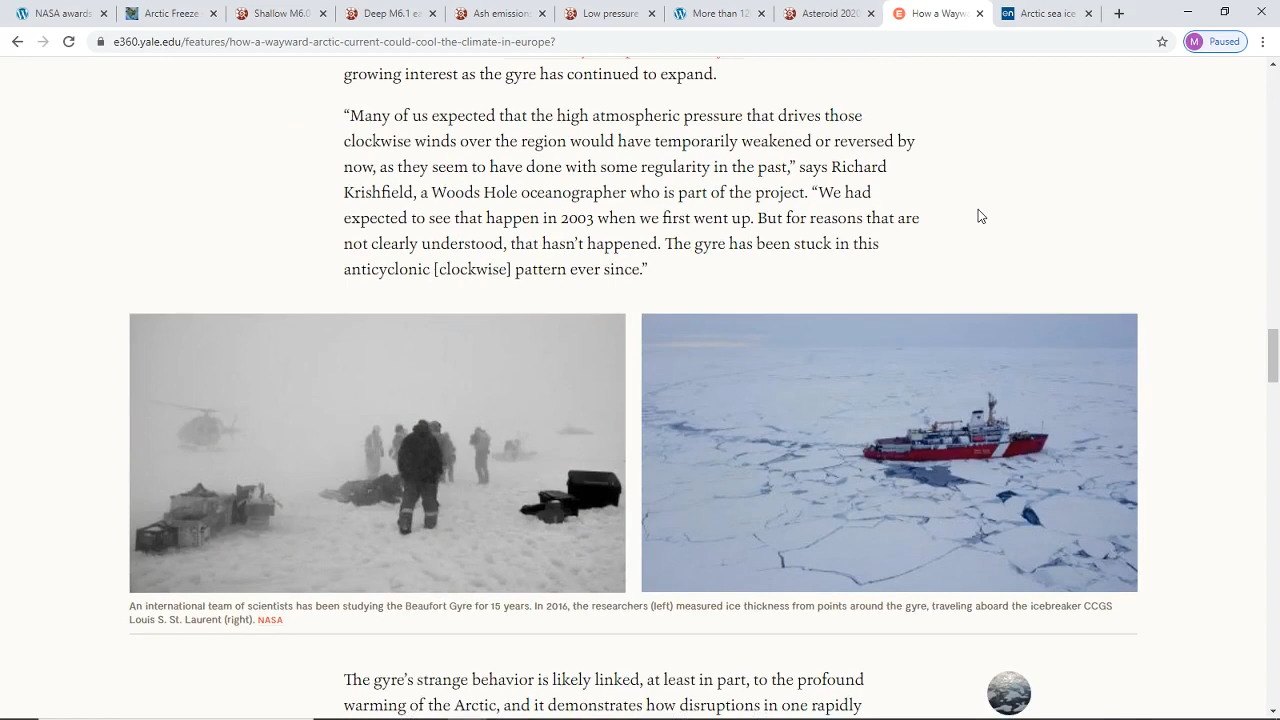 NASA awards
Arctic Fresh
Shallow M6.0
Deep M6.1 ea
Ash emission
Low pressure
More than 12
Asteroid 2020
How a Wayw
Arctic sea ice
e360.yale.edu/features/how-a-wayward-arctic-current-could-cool-the-climate-in-europe?
M Paused
growing interest as the gyre has continued to expand.
“Many of us expected that the high atmospheric pressure that drives those
clockwise winds over the region would have temporarily weakened or reversed by
now, as they seem to have done with some regularity in the past,” says Richard
Krishfield, a Woods Hole oceanographer who is part of the project. “We had
expected to see that happen in 2003 when we first went up. But for reasons that are
not clearly understood, that hasn’t happened. The gyre has been stuck in this
anticyclonic [clockwise] pattern ever since.”
An international team of scientists has been studying the Beaufort Gyre for 15 years. In 2016, the researchers (left) measured ice thickness from points around the gyre, traveling aboard the icebreaker CCGS
Louis S. St. Laurent (right). NASA
The gyre’s strange behavior is likely linked, at least in part, to the profound
warming of the Arctic, and it demonstrates how disruptions in one rapidly